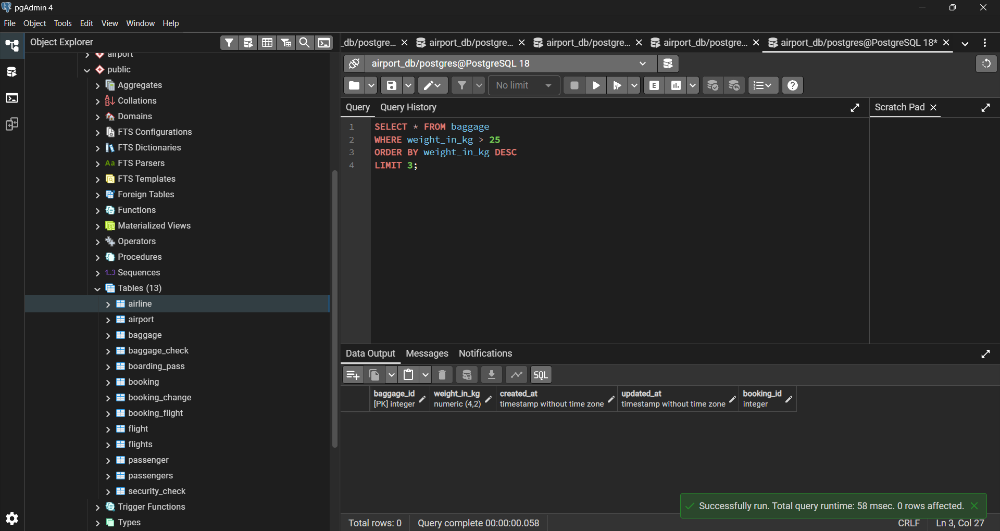 pgAdmin 4
File Object Tools Edit View Window Help
Object Explorer
_db/postgre... airport_db/postgre... airport_db/postgre... airport_db/postgre... airport_db/postgres@PostgreSQL 18*
airport
public
Aggregates
Collations
Domains
FTS Configurations
FTS Dictionaries
Aa FTS Parsers
FTS Templates
Foreign Tables
Functions
Materialized Views
Operators
Procedures
1..3 Sequences
Tables (13)
airline
airport
baggage
baggage_check
boarding_pass
booking
booking_change
booking_flight
flight
flights
passenger
passengers
security_check
Trigger Functions
Types
airport_db/postgres@PostgreSQL 18
No limit
E
Query Query History
Scratch Pad
1 SELECT * FROM baggage
2 WHERE weight_in_kg > 25
3 ORDER BY weight_in_kg DESC
4 LIMIT 3;
Data Output Messages Notifications
SQL
baggage_id weight_in_kg created_at updated_at booking_id
[PK] integer numeric (4,2) timestamp without time zone timestamp without time zone integer
Successfully run. Total query runtime: 58 msec. 0 rows affected.
Total rows: 0 Query complete 00:00:00.058 CRLF Ln 3, Col 27